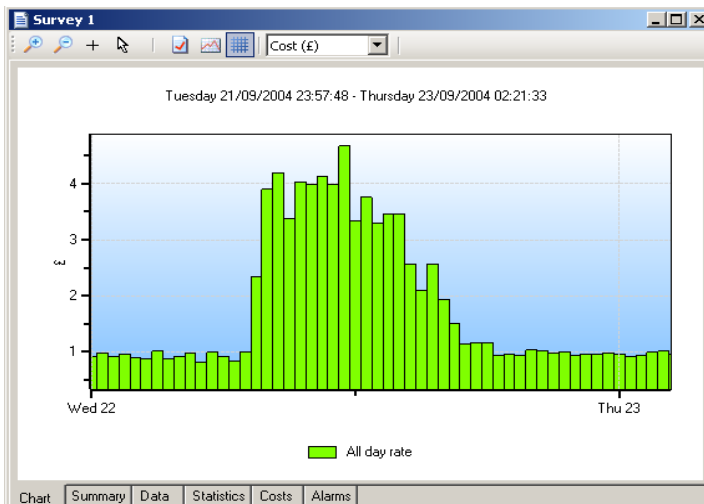 Survey 1
Cost (£)
Tuesday 21/09/2004 23:57:48 - Thursday 23/09/2004 02:21:33
4
3
£
2
1
Wed 22 Thu 23
All day rate
Chart Summary Data Statistics Costs Alarms